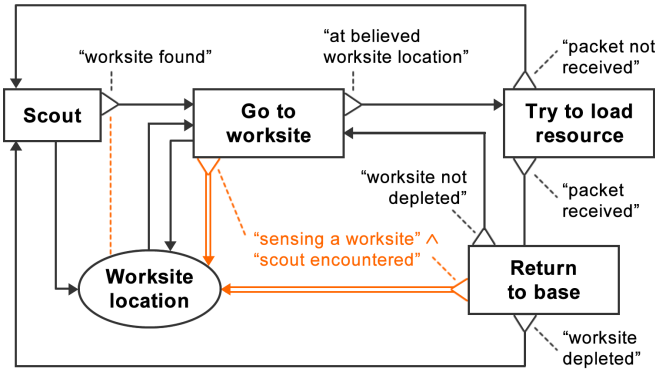 “worksite found”
“at believed
worksite location”
“packet not
received”
Scout
Go to
worksite
Try to load
resource
“worksite not
depleted”
“packet
received”
“sensing a worksite” ∧
“scout encountered”
Worksite
location
Return
to base
“worksite
depleted”